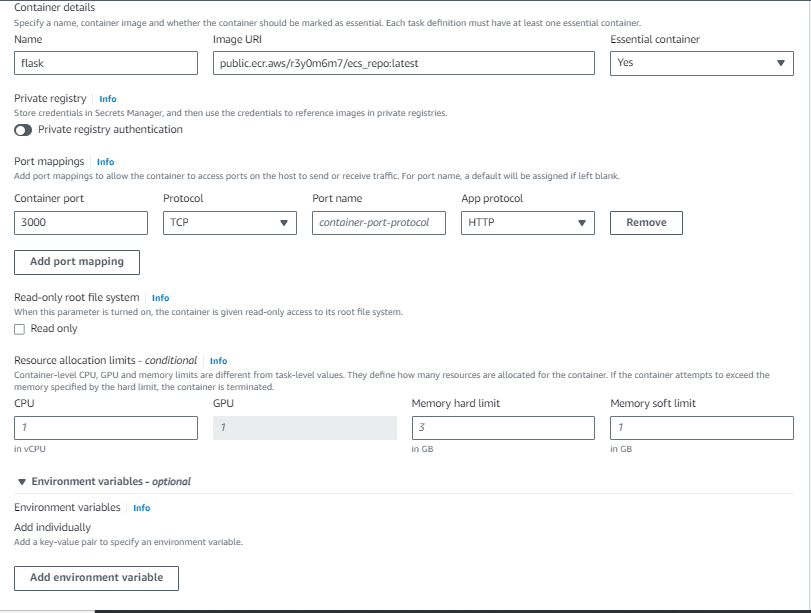 Container details
Specify a name, container image and whether the container should be marked as essential. Each task definition must have at least one essential container.
Name Image URI Essential container
flask public.ecr.aws/r3y0m6m7/ecs_repo:latest Yes
Private registry Info
Store credentials in Secrets Manager, and then use the credentials to reference images in private registries.
Private registry authentication
Port mappings Info
Add port mappings to allow the container to access ports on the host to send or receive traffic. For port name, a default will be assigned if left blank.
Container port Protocol Port name App protocol
3000 TCP container-port-protocol HTTP Remove
Add port mapping
Read-only root file system Info
When this parameter is turned on, the container is given read-only access to its root file system.
Read only
Resource allocation limits - conditional Info
Container-level CPU, GPU and memory limits are different from task-level values. They define how many resources are allocated for the container. If the container attempts to exceed the
memory specified by the hard limit, the container is terminated.
CPU GPU Memory hard limit Memory soft limit
1 1 3 1
in vCPU in GB in GB
Environment variables - optional
Environment variables Info
Add individually
Add a key-value pair to specify an environment variable.
Add environment variable